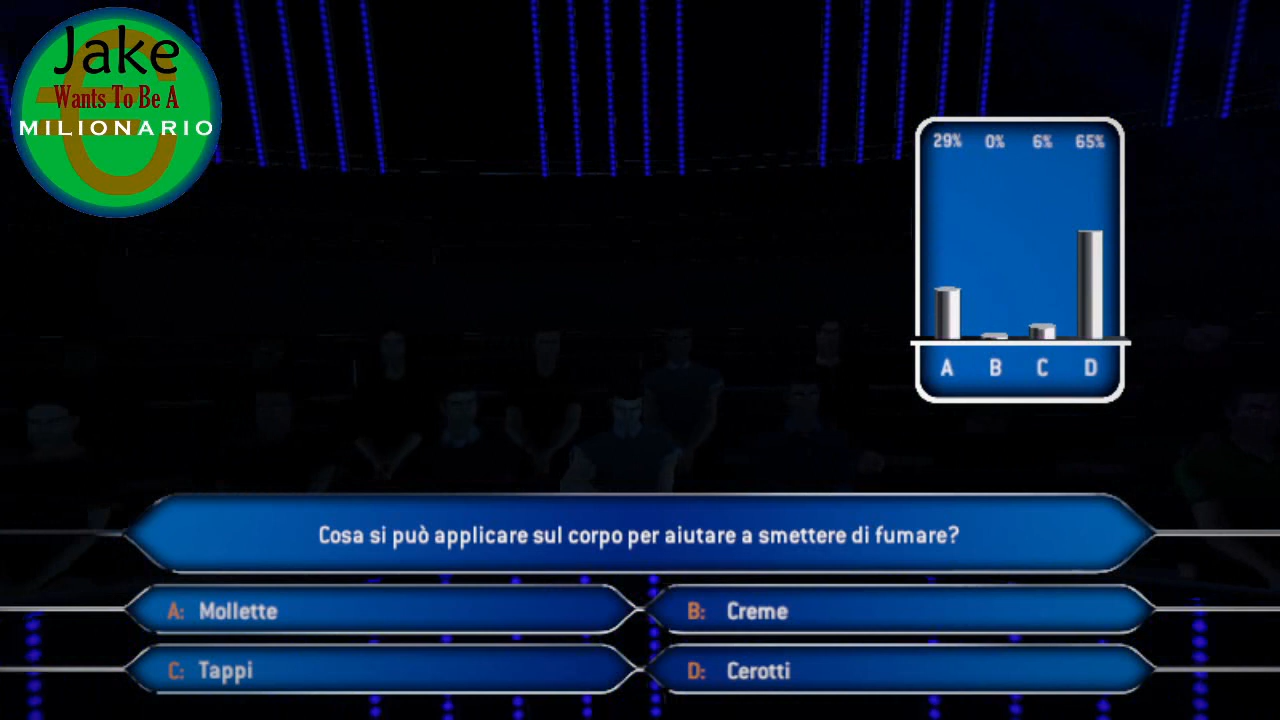 Jake
Wants To Be A
MILIONARIO
29% 0% 6% 65%
A B C D
Cosa si può applicare sul corpo per aiutare a smettere di fumare?
A: Mollette
B: Creme
C: Tappi
D: Cerotti